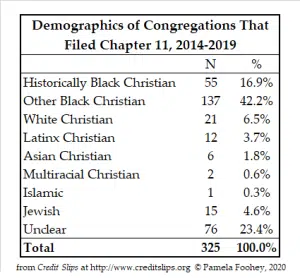 Demographics of Congregations That
Filed Chapter 11, 2014-2019
N %
Historically Black Christian 55 16.9%
Other Black Christian 137 42.2%
White Christian 21 6.5%
Latinx Christian 12 3.7%
Asian Christian 6 1.8%
Multiracial Christian 2 0.6%
Islamic 1 0.3%
Jewish 15 4.6%
Unclear 76 23.4%
Total 325 100.0%
from Credit Slips at http://www.creditslips.org © Pamela Foohey, 2020